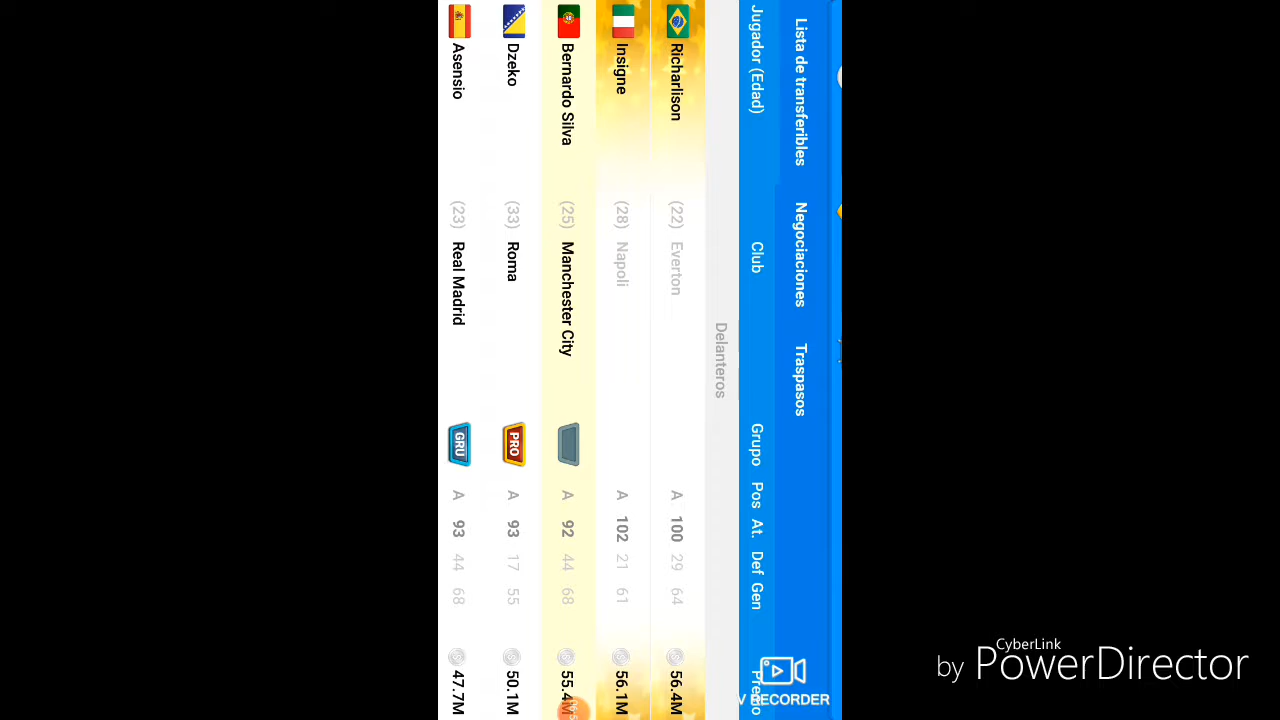 Lista de transferibles Negociaciones Traspasos
Jugador (Edad) Club Grupo Pos At. Def Gen
Delanteros
Richarlison (22) Everton A 100 29 64 56.4M
Insigne (28) Napoli A 102 21 61 56.1M
Bernardo Silva (25) Manchester City A 92 44 68 55.4M
Dzeko (33) Roma PRO A 93 17 55 50.1M
Asensio (23) Real Madrid GRU A 93 44 68 47.7M
V RECORDER
CyberLink
by PowerDirector